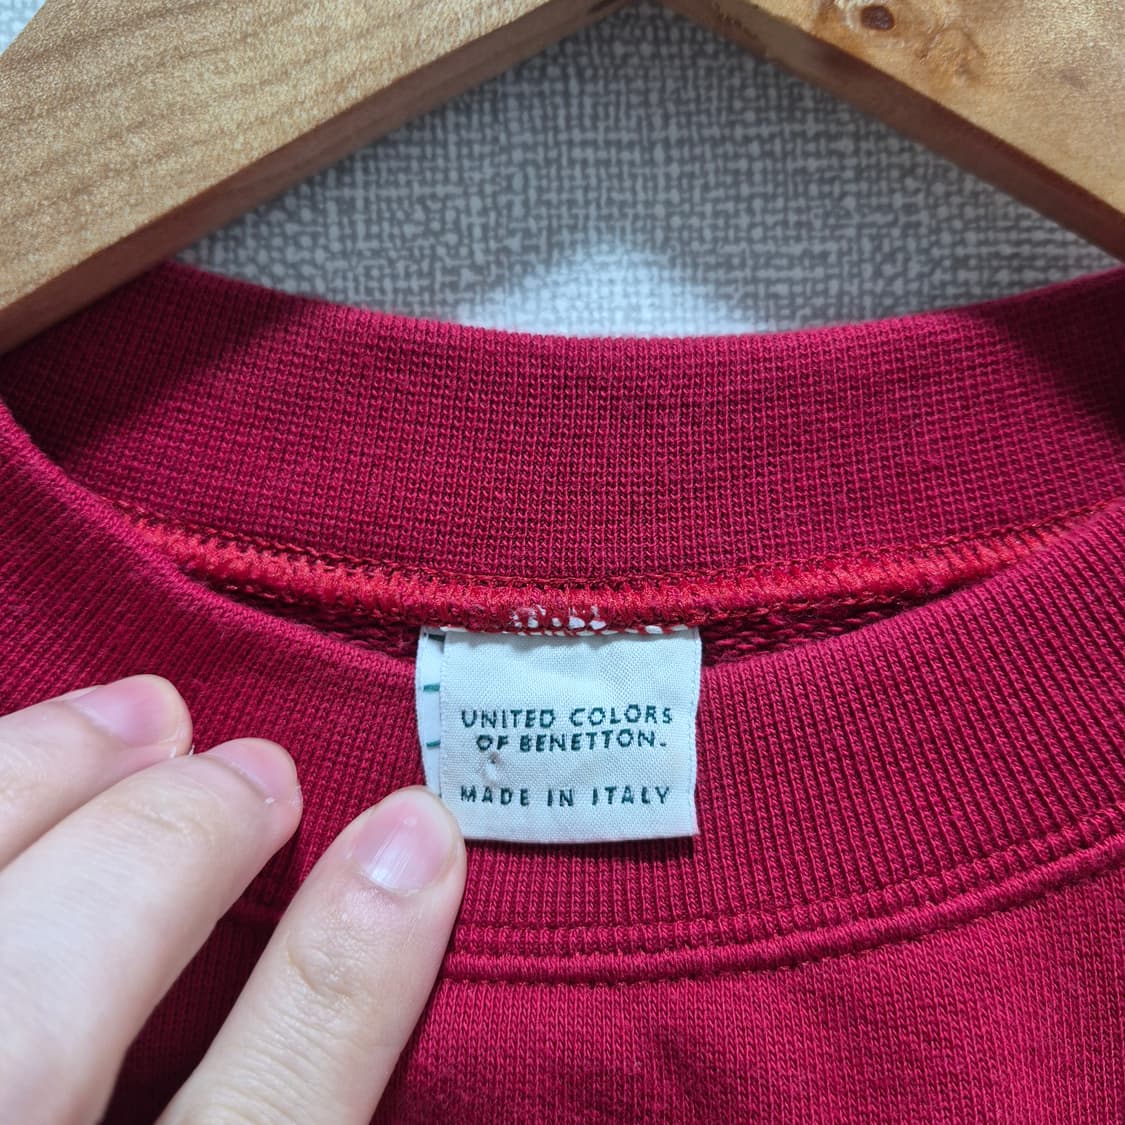 UNITED COLORS
OF BENETTON.
MADE IN ITALY